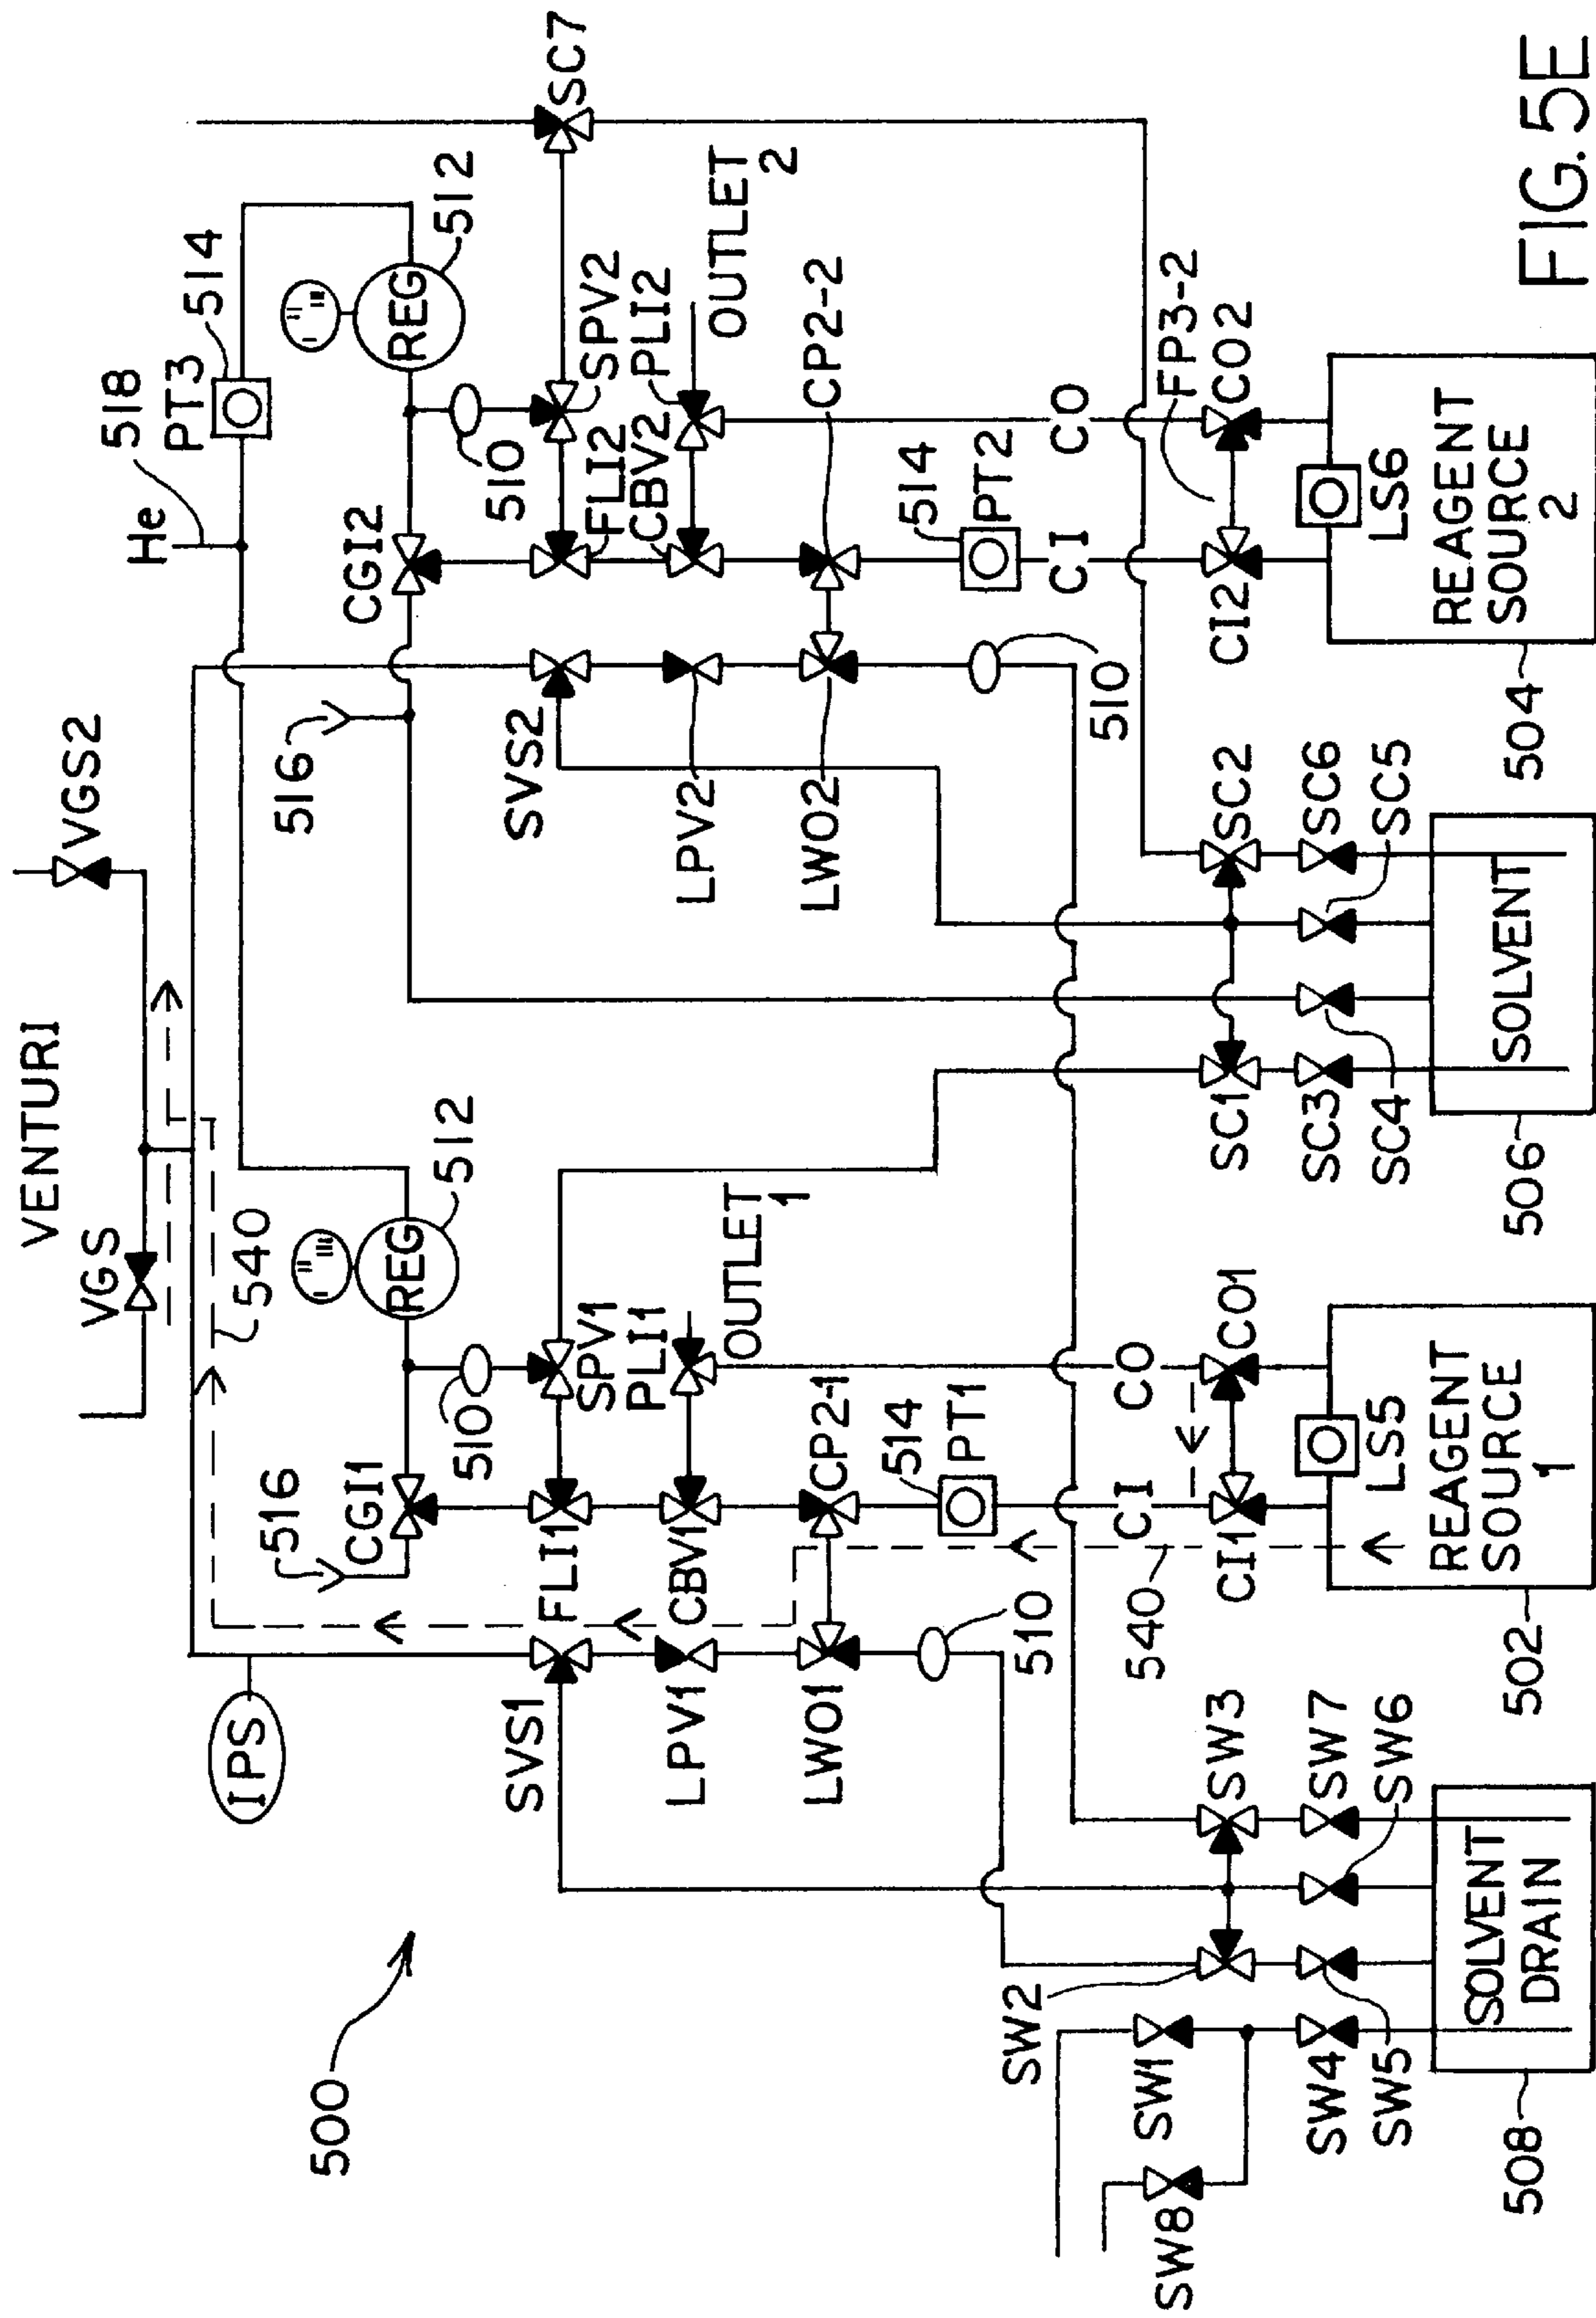 VENTURI
VGS
VGS2
540
He
518
PT3
514
516
512
REG
IPS
CGI1
510
SPV1
PLI1
OUTLET
1
FLI1
CBV1
CP2-1
514
PT1
SVS1
LPV1
LWO1
510
CI
CO
540
CI1
CO1
LS5
REAGENT
SOURCE
1
502
516
CGI2
REG
512
510
SC7
SPV2
PLI2
OUTLET
2
FLI2
CBV2
CP2-2
514
PT2
SVS2
LPV2
LWO2
510
CI
CO
FP3-2
CI2
CO2
LS6
REAGENT
SOURCE
2
504
SC1
SC2
SC3
SC4
SC6
SC5
SOLVENT
506
500
SW2
SW3
SW7
SW6
SW1
SW8
SW4
SW5
SOLVENT
DRAIN
508
FIG.5E